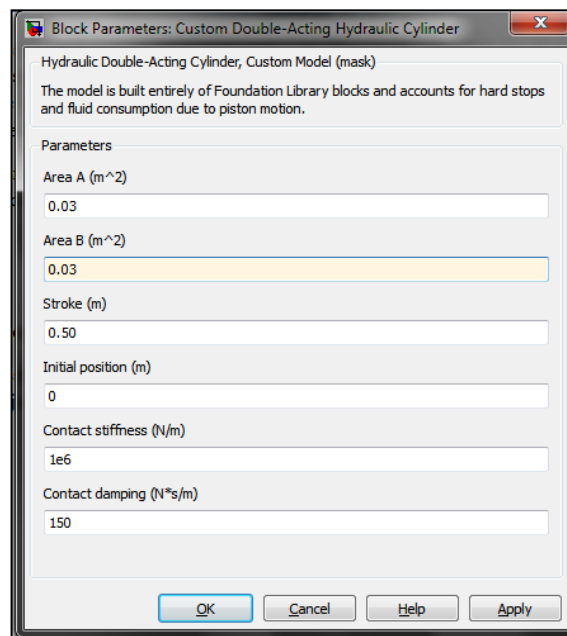 Block Parameters: Custom Double-Acting Hydraulic Cylinder
Hydraulic Double-Acting Cylinder, Custom Model (mask)
The model is built entirely of Foundation Library blocks and accounts for hard stops
and fluid consumption due to piston motion.
Parameters
Area A (m^2)
0.03
Area B (m^2)
0.03
Stroke (m)
0.50
Initial position (m)
0
Contact stiffness (N/m)
1e6
Contact damping (N*s/m)
150
OK Cancel Help Apply